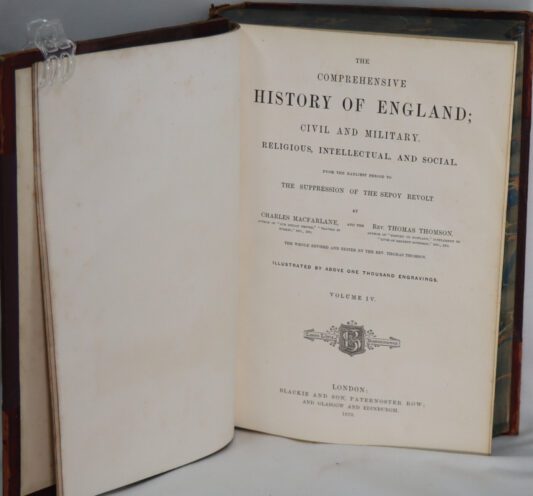 THE
COMPREHENSIVE
HISTORY OF ENGLAND;
CIVIL AND MILITARY,
RELIGIOUS, INTELLECTUAL, AND SOCIAL.
FROM THE EARLIEST PERIOD TO
THE SUPPRESSION OF THE SEPOY REVOLT
BY
CHARLES MACFARLANE, AND THE REV. THOMAS THOMSON,
THE WHOLE REVISED AND EDITED BY THE REV. THOMAS THOMSON.
ILLUSTRATED BY ABOVE ONE THOUSAND ENGRAVINGS.
VOLUME IV.
LONDON:
BLACKIE AND SON, PATERNOSTER ROW;
AND GLASGOW AND EDINBURGH.